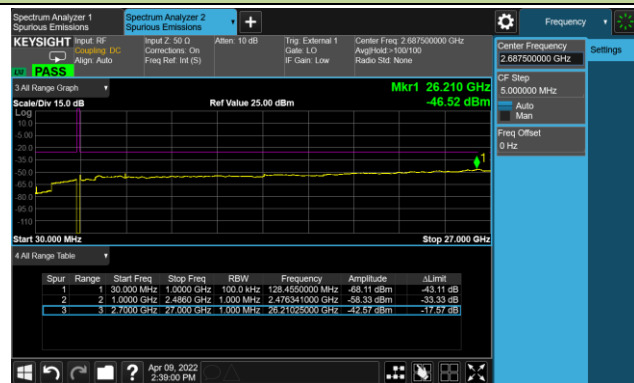 Spectrum Analyzer 1
Spurious Emissions
Spectrum Analyzer 2
Spurious Emissions
+
Frequency
KEYSIGHT
Input: RF
Coupling: DC
Align: Auto
Input Z: 50 Ω
Corrections: On
Freq Ref: Int (S)
Atten: 10 dB
Trig: External 1
Gate: LO
IF Gain: Low
Center Freq: 2.687500000 GHz
Avg|Hold:>100/100
Radio Std: None
PASS
Center Frequency
2.687500000 GHz
Settings
CF Step
5.000000 MHz
Auto
Man
Freq Offset
0 Hz
3 All Range Graph
Mkr1 26.210 GHz
-46.52 dBm
Scale/Div 15.0 dB
Ref Value 25.00 dBm
Log
10.0
-5.00
-20.0
-35.0
-50.0
-65.0
-80.0
-95.0
-110
1
Start 30.000 MHz
Stop 27.000 GHz
4 All Range Table
Spur Range Start Freq Stop Freq RBW Frequency Amplitude ΔLimit
1 1 30.000 MHz 1.0000 GHz 100.0 kHz 128.4550000 MHz -68.11 dBm -43.11 dB
2 2 1.0000 GHz 2.4860 GHz 1.000 MHz 2.476341000 GHz -58.33 dBm -33.33 dB
3 3 2.7000 GHz 27.000 GHz 1.000 MHz 26.21025000 GHz -42.57 dBm -17.57 dB
?
Apr 09, 2022
2:39:00 PM